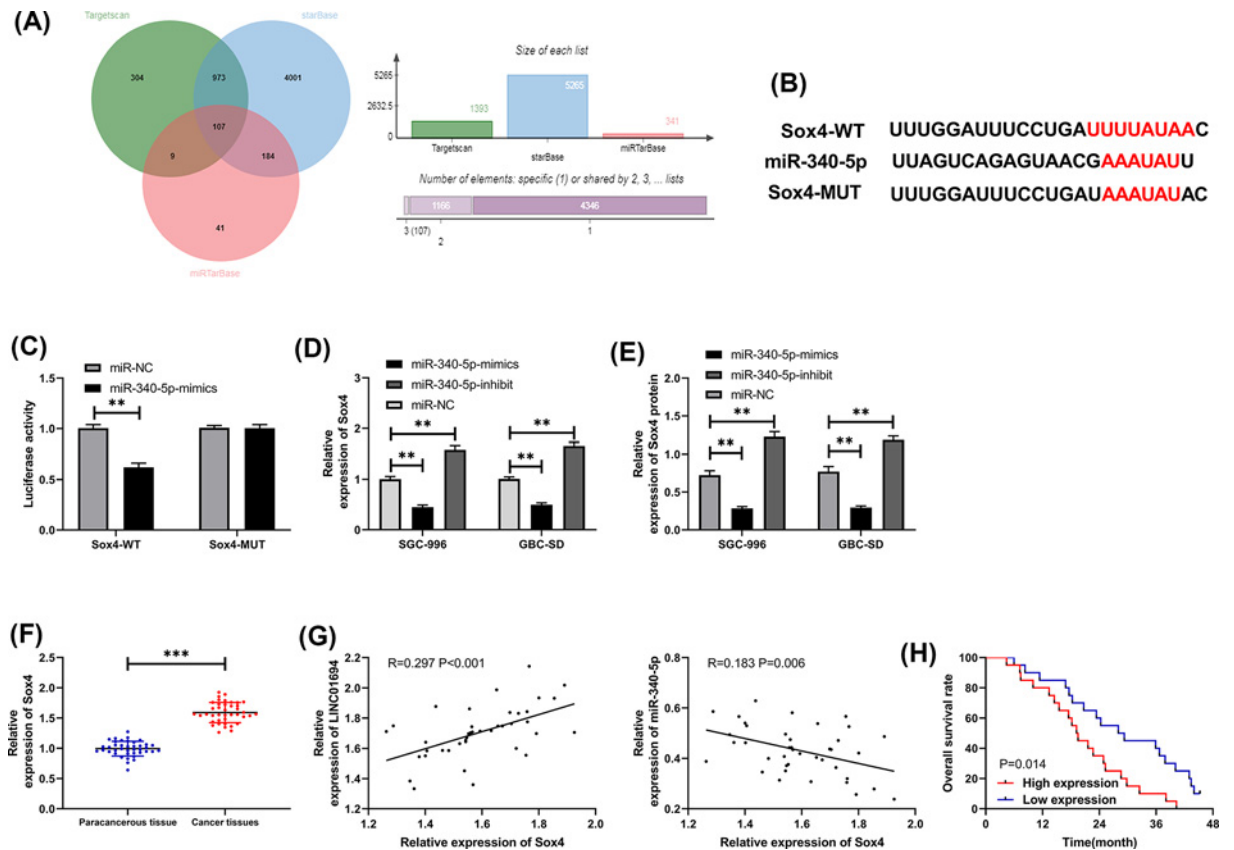 (A)
Targetscan
starBase
304
973
4001
107
9
184
41
miRTarBase
Size of each list
5265
2632.5
0
1393
5265
341
Targetscan
starBase
miRTarBase
Number of elements: specific (1) or shared by 2, 3, ... lists
1166
4346
3 (107)
2
1
(B)
Sox4-WT UUUGGAUUUCCUGAUUUUAUAAC
miR-340-5p UUAGUCAGAGUAACGAAAUAUU
Sox4-MUT UUUGGAUUUCCUGAUAAAUAUAC
(C)
miR-NC
miR-340-5p-mimics
Luciferase activity
1.5
1.0
0.5
0.0
**
Sox4-WT
Sox4-MUT
(D)
miR-340-5p-mimics
miR-340-5p-inhibit
miR-NC
Relative
expression of Sox4
2.0
1.5
1
0.5
0
**
**
**
**
SGC-996
GBC-SD
(E)
miR-340-5p-mimics
miR-340-5p-inhibit
miR-NC
Relative
expression of Sox4 protein
2.0
1.5
1.0
0.5
0.0
**
**
**
**
SGC-996
GBC-SD
(F)
Relative
expression of Sox4
2.5
2.0
1.5
1.0
0.5
0.0
***
Paracancerous tissue
Cancer tissues
(G)
R=0.297 P<0.001
Relative
expression of LINC01694
2.2
2.0
1.8
1.6
1.4
1.2
1.2
1.4
1.6
1.8
2.0
Relative expression of Sox4
R=0.183 P=0.006
Relative
expression of miR-340-5p
0.8
0.6
0.4
0.2
1.2
1.4
1.6
1.8
2.0
Relative expression of Sox4
(H)
Overall survival rate
100
80
60
40
20
0
P=0.014
High expression
Low expression
0
12
24
36
48
Time(month)